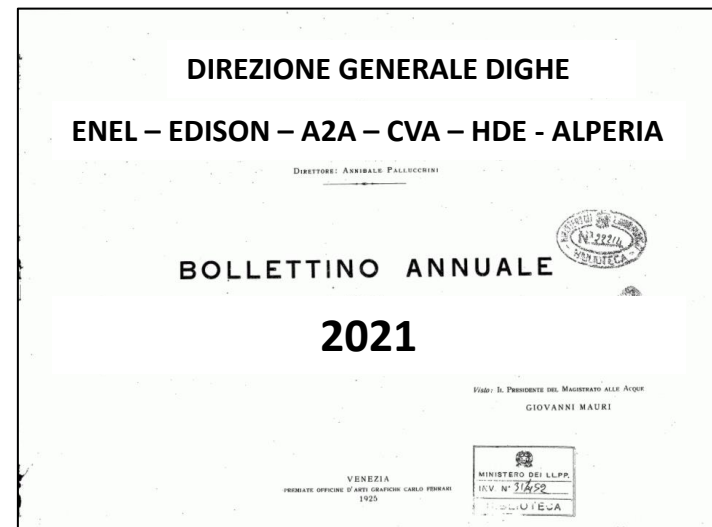 DIREZIONE GENERALE DIGHE
ENEL – EDISON – A2A – CVA – HDE - ALPERIA
DIRETTORE: ANNIBALE PALLUCCHINI
BOLLETTINO ANNUALE
BIBLIOTECA
2021
Visto: IL PRESIDENTE DEL MAGISTRATO ALLE ACQUE
GIOVANNI MAURI
VENEZIA
PREMIATE OFFICINE D'ARTI GRAFICHE CARLO FERRARI
1925
MINISTERO DEI LL.PP.
INV. N°
BIBLIOTECA